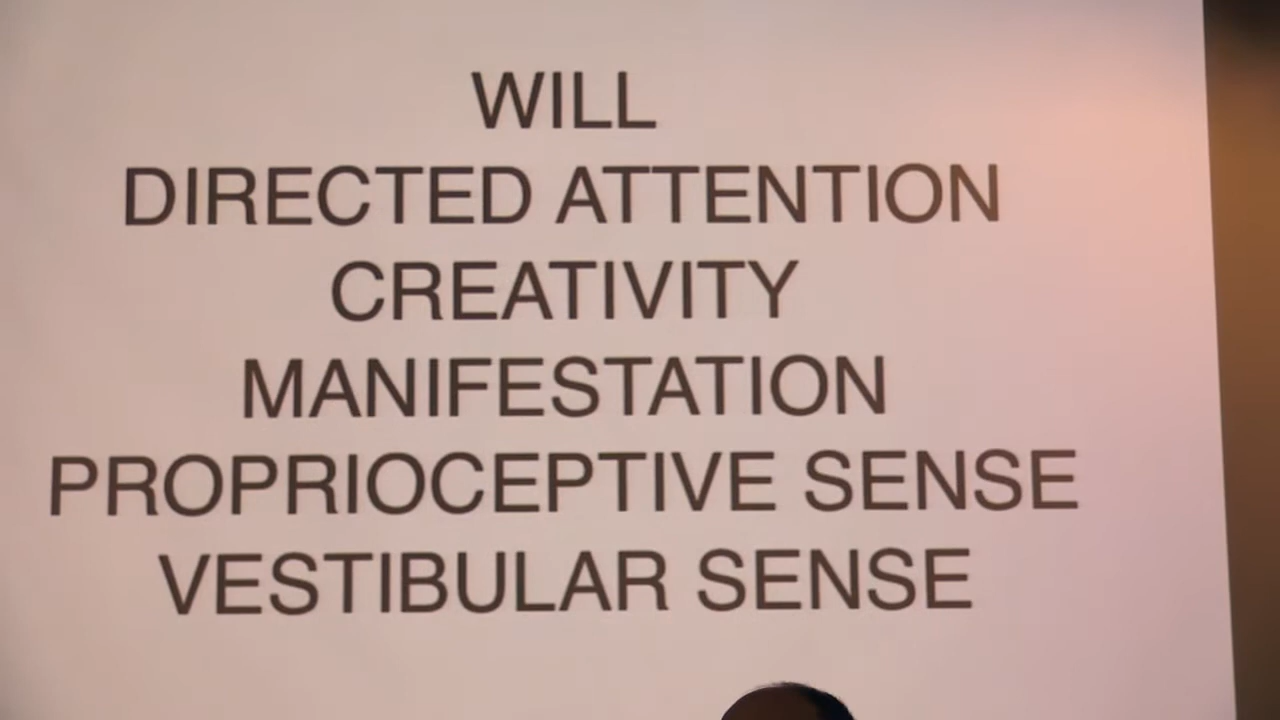 WILL
DIRECTED ATTENTION
CREATIVITY
MANIFESTATION
PROPRIOCEPTIVE SENSE
VESTIBULAR SENSE